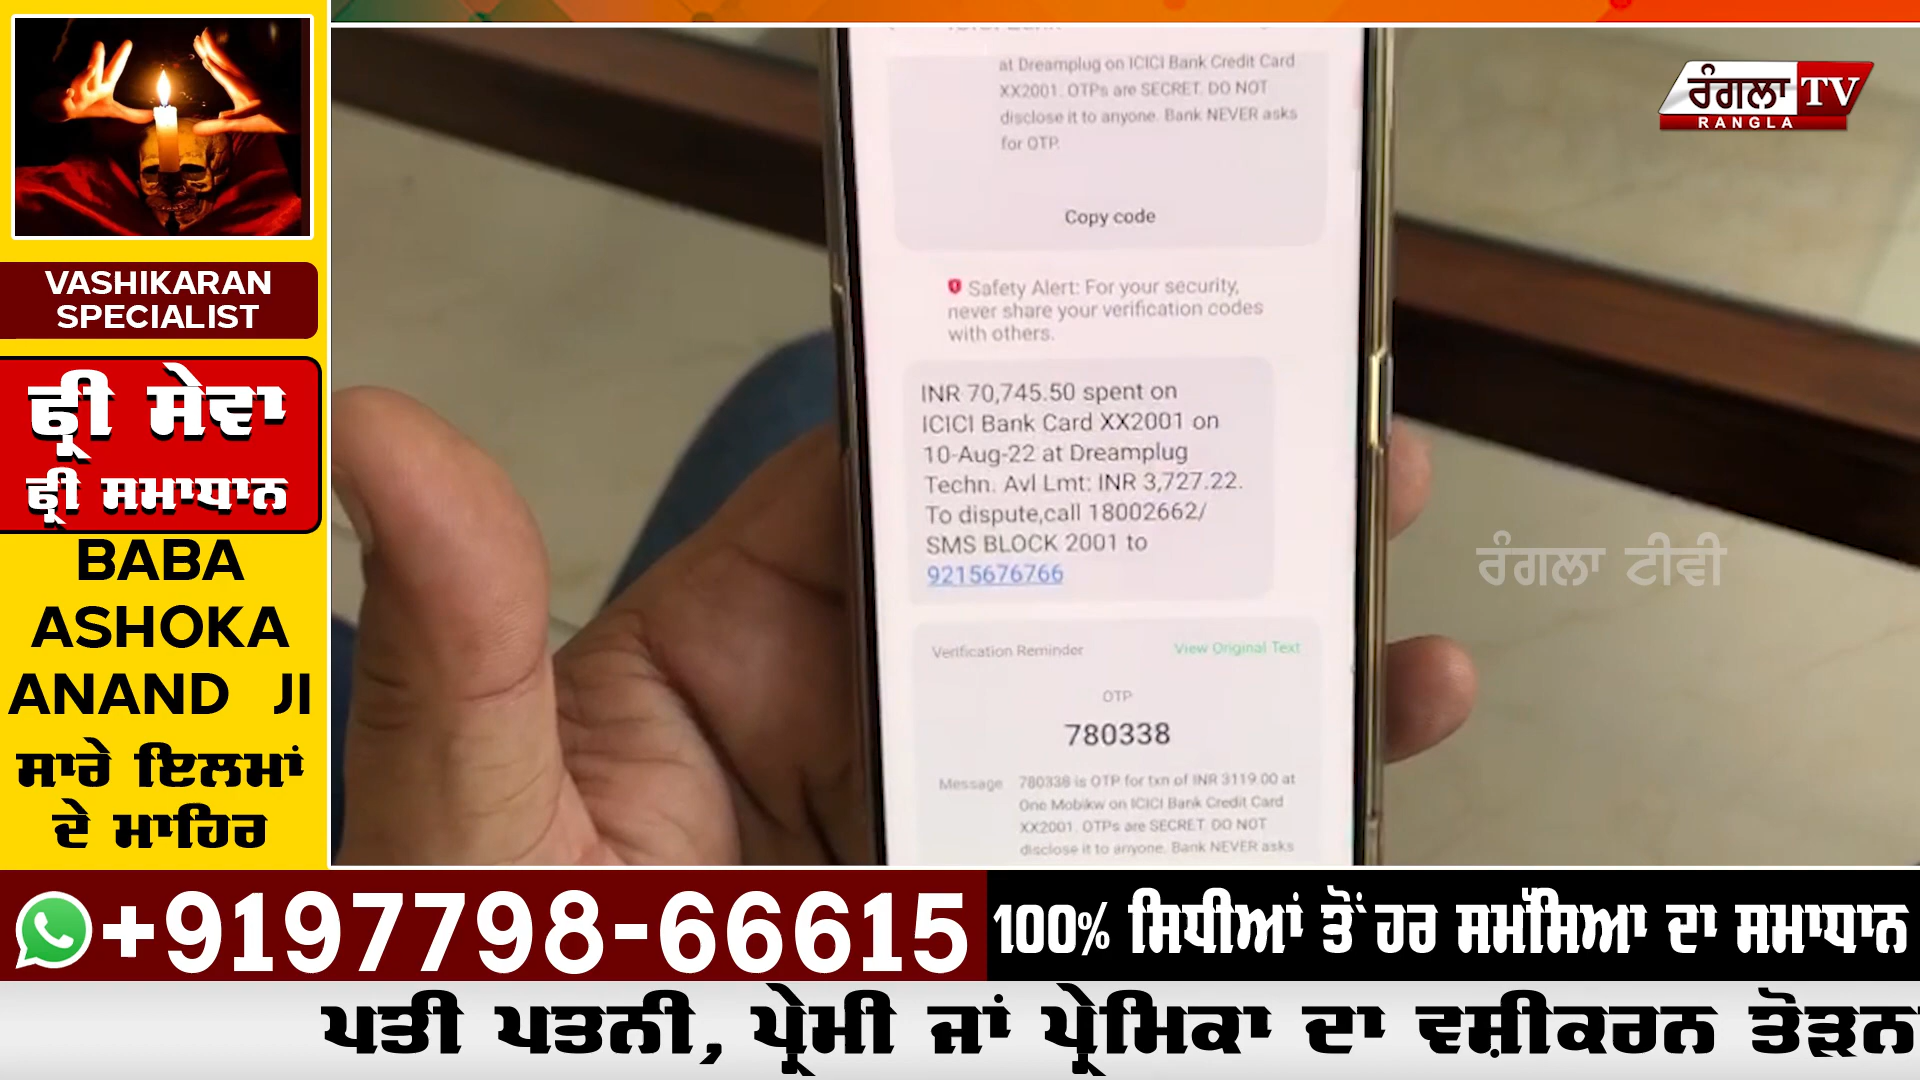 VASHIKARAN
SPECIALIST
ਫ੍ਰੀ ਸੇਵਾ
ਫ੍ਰੀ ਸਮਾਧਾਨ
BABA
ASHOKA
ANAND JI
ਸਾਰੇ ਇਲਮਾਂ
ਦੇ ਮਾਹਿਰ
at Dreamplug on ICICI Bank Credit Card
XX2001. OTPs are SECRET. DO NOT
disclose it to anyone. Bank NEVER asks
for OTP.
Copy code
Safety Alert: For your security,
never share your verification codes
with others.
INR 70,745.50 spent on
ICICI Bank Card XX2001 on
10-Aug-22 at Dreamplug
Techn. Avl Lmt: INR 3,727.22.
To dispute,call 18002662/
SMS BLOCK 2001 to
9215676766
Verification Reminder
View Original Text
OTP
780338
Message
780338 is OTP for txn of INR 3119.00 at
One Mobikw on ICICI Bank Credit Card
XX2001. OTPs are SECRET. DO NOT
disclose it to anyone. Bank NEVER asks
ਰੰਗਲਾ TV
RANGLA
ਰੰਗਲਾ ਟੀਵੀ
+9197798-66615
100% ਸਿਧੀਆਂ ਤੋਂ ਹਰ ਸਮੱਸਿਆ ਦਾ ਸਮਾਧਾਨ
ਪਤੀ ਪਤਨੀ, ਪ੍ਰੇਮੀ ਜਾਂ ਪ੍ਰੇਮਿਕਾ ਦਾ ਵਸ਼ੀਕਰਨ ਤੋੜਨਾ